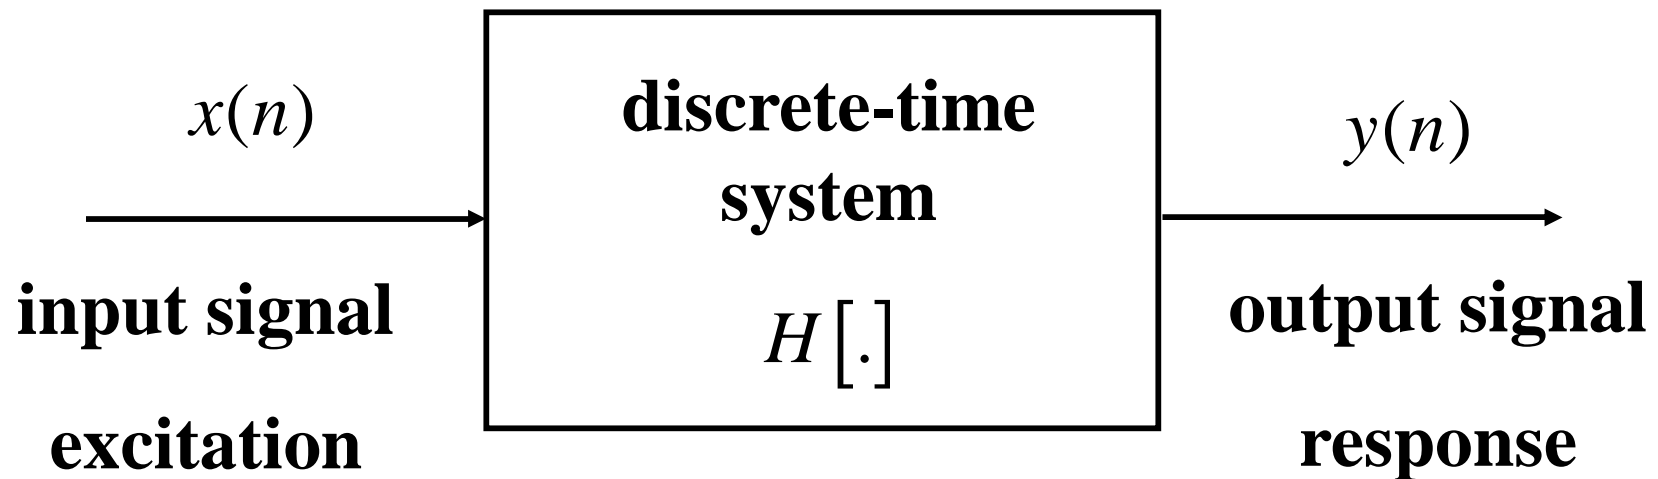 x(n)
input signal
excitation
discrete-time
system
H[.]
y(n)
output signal
response